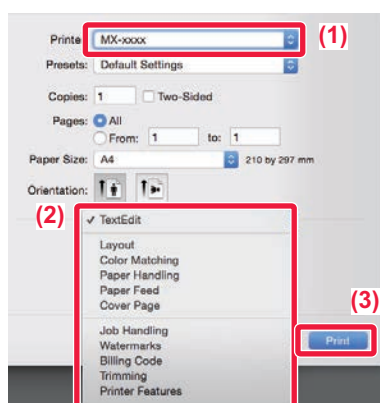 Printe MX-xxxx (1)
Presets: Default Settings
Copies: 1 Two-Sided
Pages: All
From: 1 to: 1
Paper Size: A4 210 by 297 mm
Orientation:
(2)
✓ TextEdit
Layout
Color Matching
Paper Handling
Paper Feed
Cover Page
(3)
Job Handling
Watermarks
Print
Billing Code
Trimming
Printer Features